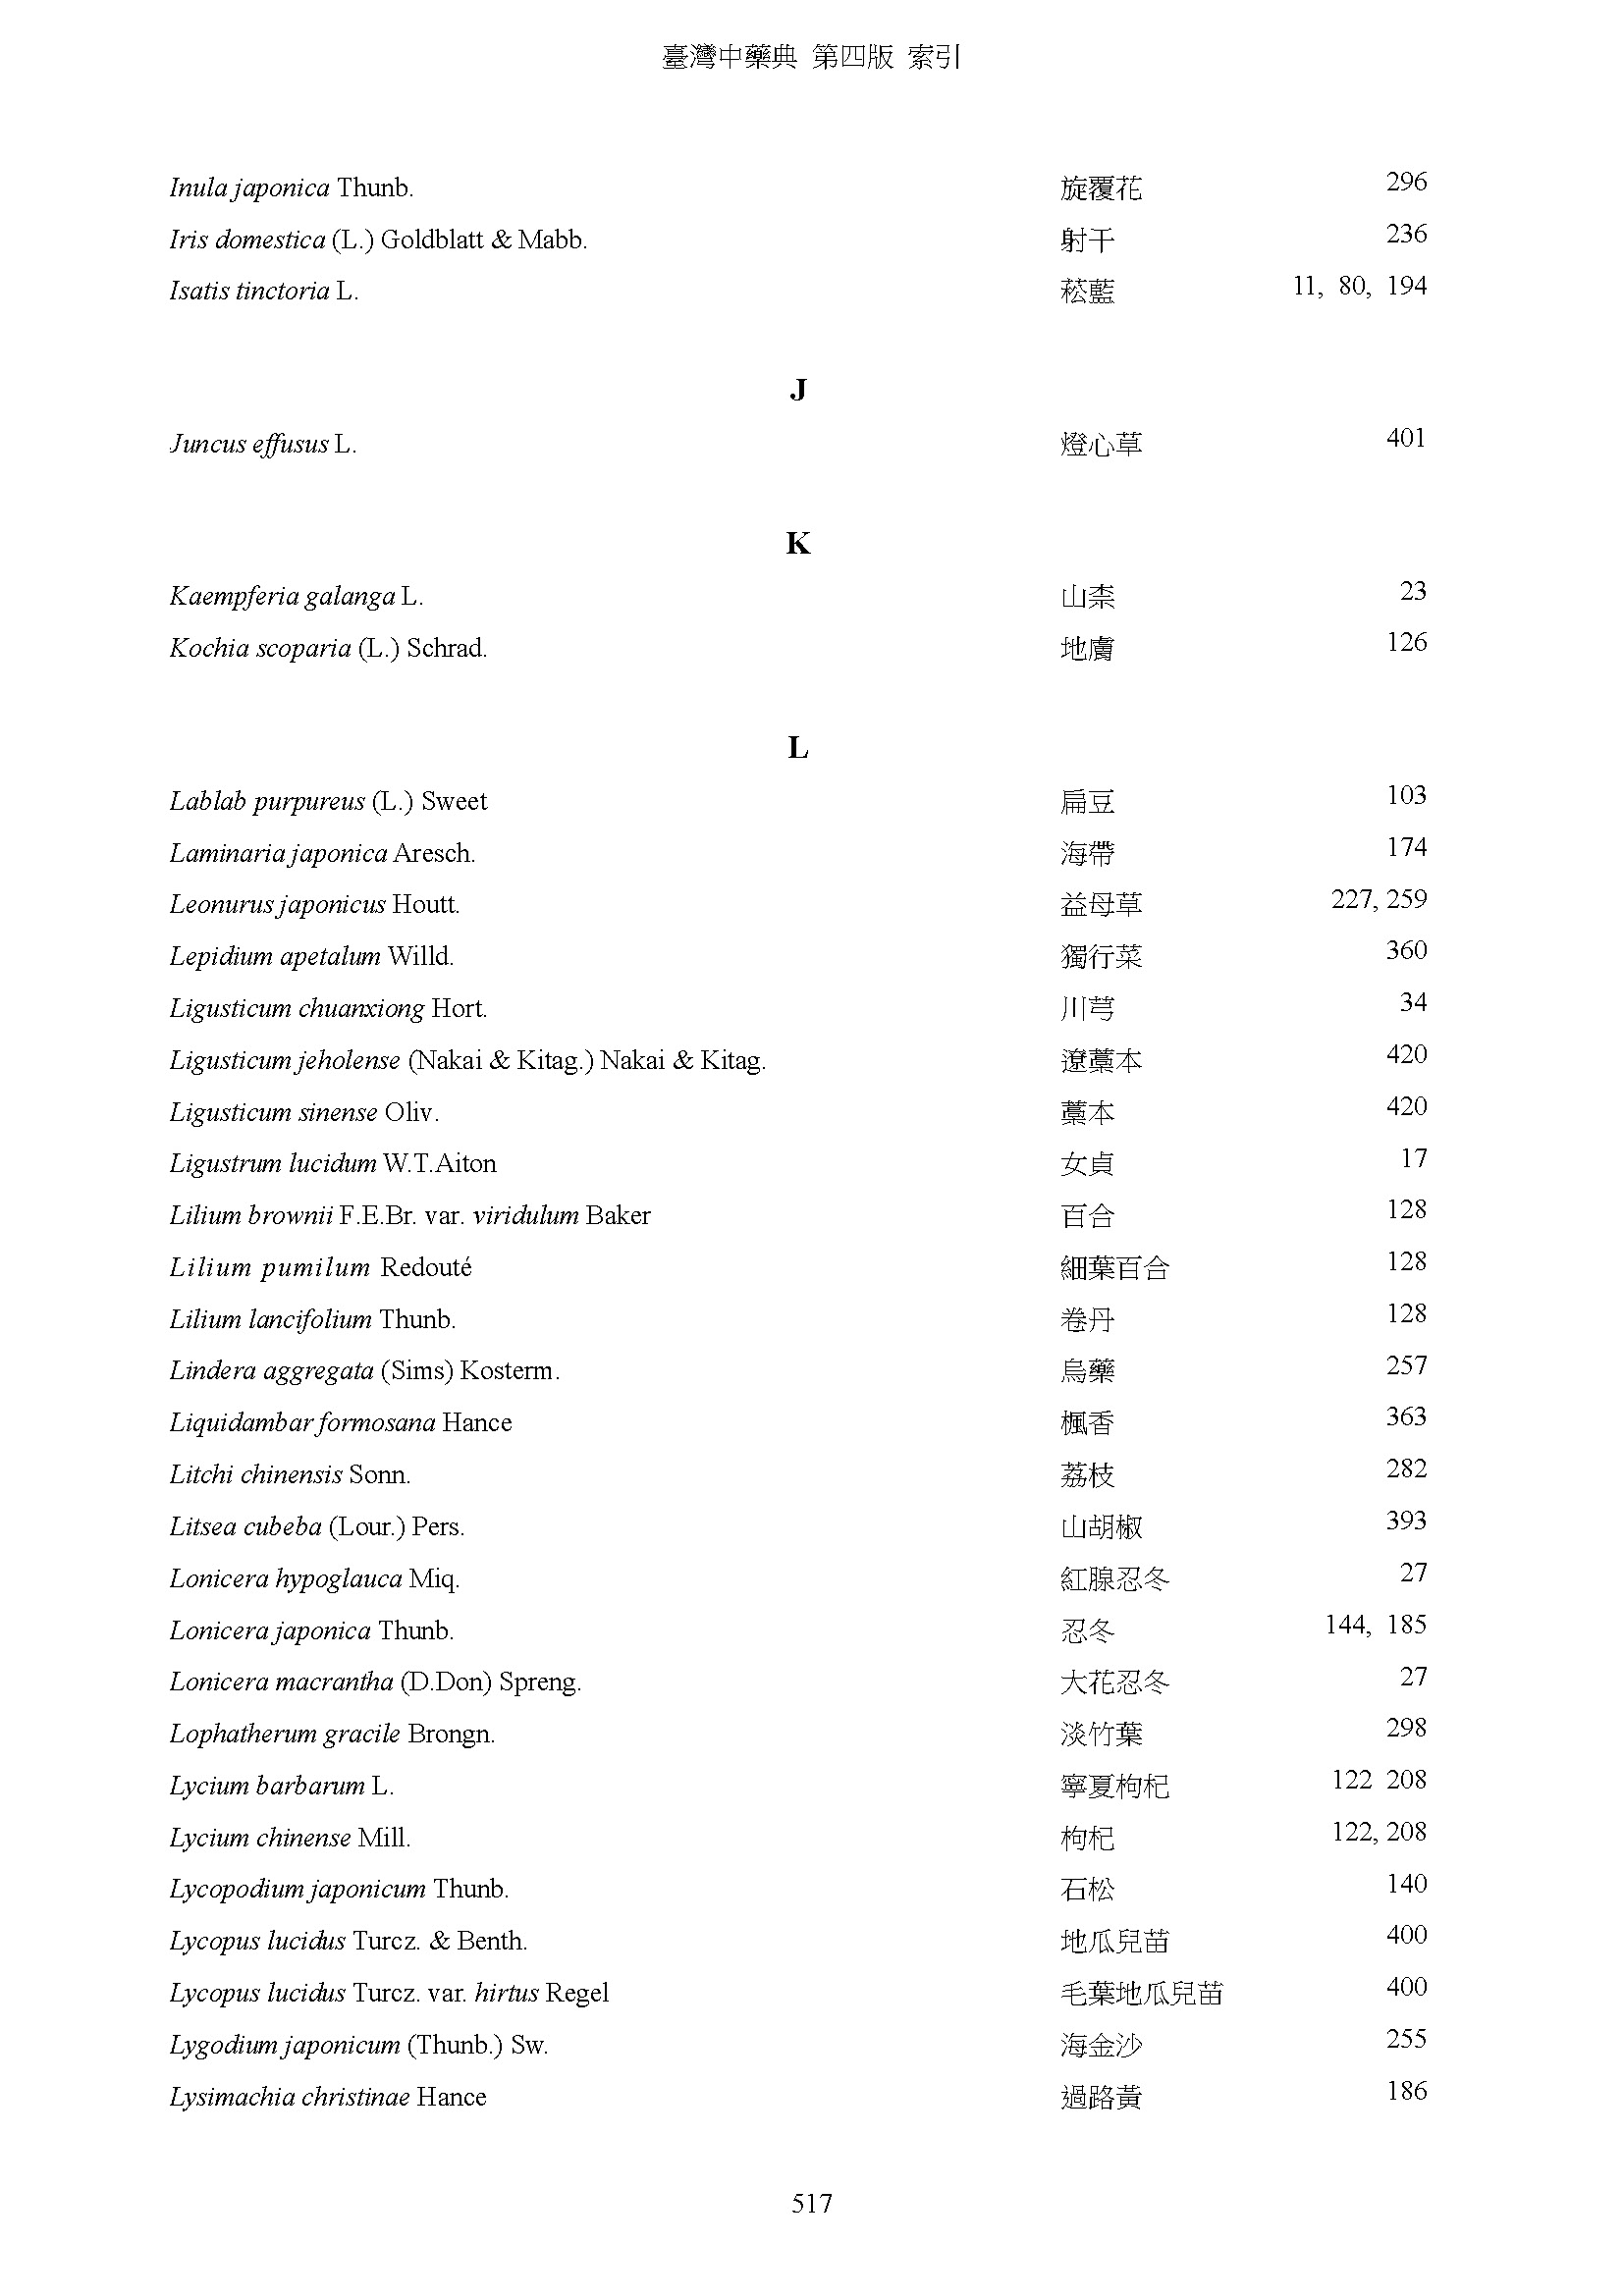 臺灣中藥典 第四版 索引
Inula japonica Thunb. 旋覆花 296
Iris domestica (L.) Goldblatt & Mabb. 射干 236
Isatis tinctoria L. 菘藍 11, 80, 194
J
Juncus effusus L. 燈心草 401
K
Kaempferia galanga L. 山柰 23
Kochia scoparia (L.) Schrad. 地膚 126
L
Lablab purpureus (L.) Sweet 扁豆 103
Laminaria japonica Aresch. 海帶 174
Leonurus japonicus Houtt. 益母草 227, 259
Lepidium apetalum Willd. 獨行菜 360
Ligusticum chuanxiong Hort. 川芎 34
Ligusticum jeholense (Nakai & Kitag.) Nakai & Kitag. 遼藁本 420
Ligusticum sinense Oliv. 藁本 420
Ligustrum lucidum W.T.Aiton 女貞 17
Lilium brownii F.E.Br. var. viridulum Baker 百合 128
Lilium pumilum Redouté 細葉百合 128
Lilium lancifolium Thunb. 卷丹 128
Lindera aggregata (Sims) Kosterm. 烏藥 257
Liquidambar formosana Hance 楓香 363
Litchi chinensis Sonn. 荔枝 282
Litsea cubeba (Lour.) Pers. 山胡椒 393
Lonicera hypoglauca Miq. 紅腺忍冬 27
Lonicera japonica Thunb. 忍冬 144, 185
Lonicera macrantha (D.Don) Spreng. 大花忍冬 27
Lophatherum gracile Brongn. 淡竹葉 298
Lycium barbarum L. 寧夏枸杞 122 208
Lycium chinense Mill. 枸杞 122, 208
Lycopodium japonicum Thunb. 石松 140
Lycopus lucidus Turcz. & Benth. 地瓜兒苗 400
Lycopus lucidus Turcz. var. hirtus Regel 毛葉地瓜兒苗 400
Lygodium japonicum (Thunb.) Sw. 海金沙 255
Lysimachia christinae Hance 過路黃 186
517